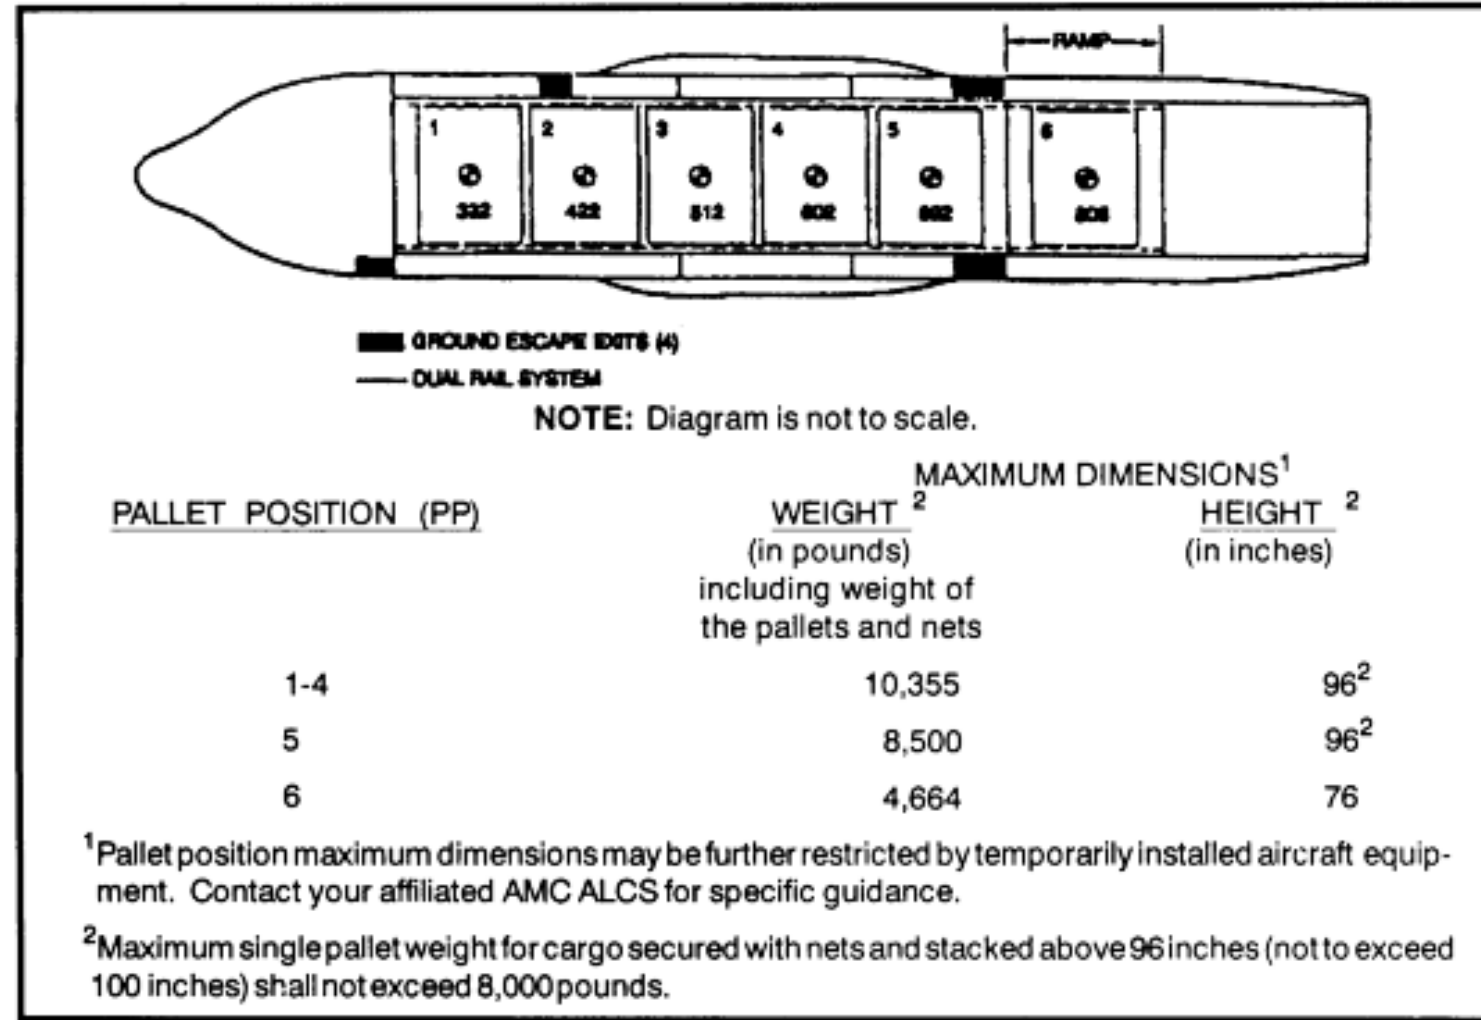 RAMP
1 2 3 4 5 6
332 422 512 602 692 808
GROUND ESCAPE EXITS (4)
DUAL RAIL SYSTEM
NOTE: Diagram is not to scale.
MAXIMUM DIMENSIONS¹
PALLET POSITION (PP) WEIGHT ² HEIGHT ²
(in pounds) (in inches)
including weight of
the pallets and nets
1-4 10,355 96²
5 8,500 96²
6 4,664 76
¹Pallet position maximum dimensions may be further restricted by temporarily installed aircraft equip-
ment. Contact your affiliated AMC ALCS for specific guidance.
²Maximum single pallet weight for cargo secured with nets and stacked above 96 inches (not to exceed
100 inches) shall not exceed 8,000 pounds.